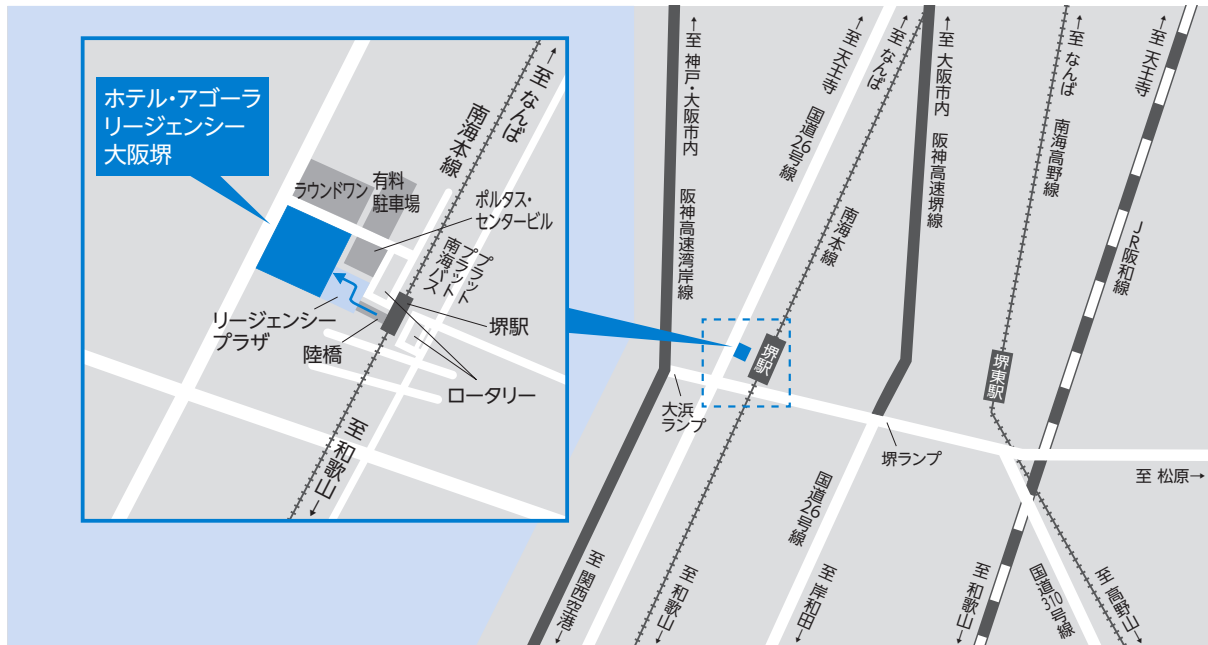 ホテル・アゴーラ
リージェンシー
大阪堺
ラウンドワン
有料
駐車場
ポルタス・
センタービル
南海本線
←至 なんば
プラット
プラット
南海バス
リージェンシー
プラザ
陸橋
堺駅
ロータリー
至 和歌山→
←至 神戸・大阪市内
阪神高速湾岸線
←至 天王寺
国道26号線
←至 なんば
南海本線
←至 大阪市内
阪神高速堺線
←至 なんば
南海高野線
←至 天王寺
JR阪和線
堺駅
堺東駅
大浜
ランプ
堺ランプ
至 松原→
国道26号線
国道310号線
至 関西空港→
至 和歌山→
至 岸和田→
至 和歌山→
至 高野山→